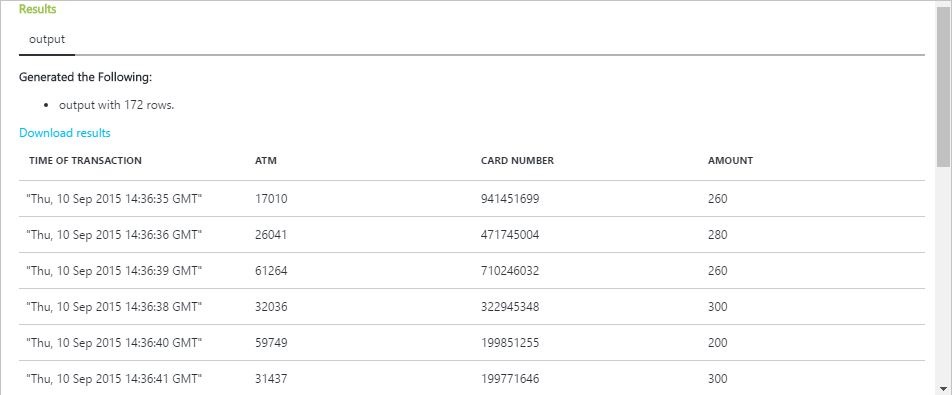 Results
output
Generated the Following:
• output with 172 rows.
Download results
TIME OF TRANSACTION ATM CARD NUMBER AMOUNT
"Thu, 10 Sep 2015 14:36:35 GMT" 17010 941451699 260
"Thu, 10 Sep 2015 14:36:36 GMT" 26041 471745004 280
"Thu, 10 Sep 2015 14:36:39 GMT" 61264 710246032 260
"Thu, 10 Sep 2015 14:36:38 GMT" 32036 322945348 300
"Thu, 10 Sep 2015 14:36:40 GMT" 59749 199851255 200
"Thu, 10 Sep 2015 14:36:41 GMT" 31437 199771646 300